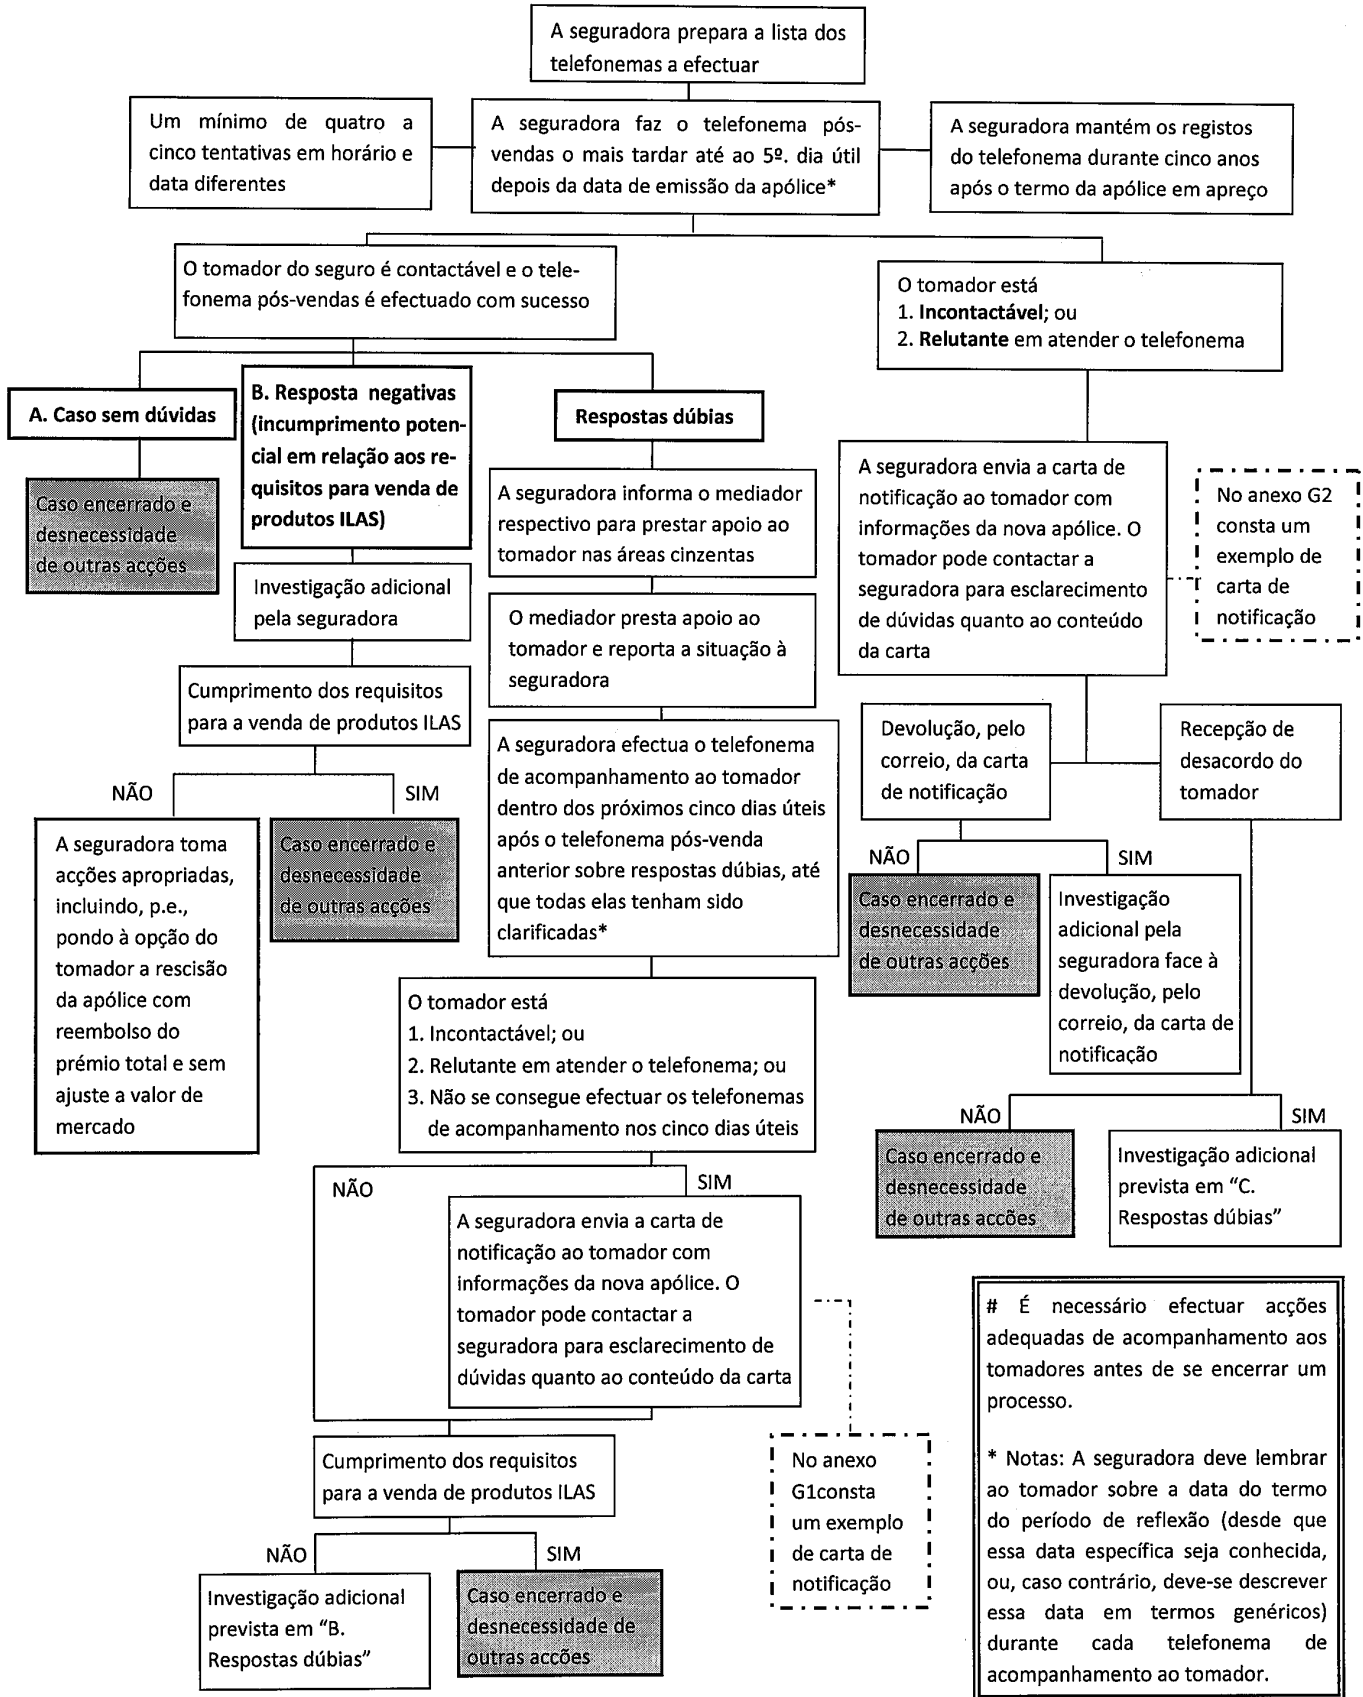 A seguradora prepara a lista dos
telefonemas a efectuar
Um mínimo de quatro a
cinco tentativas em horário e
data diferentes
A seguradora faz o telefonema pós-
vendas o mais tardar até ao 5º. dia útil
depois da data de emissão da apólice*
A seguradora mantém os registos
do telefonema durante cinco anos
após o termo da apólice em apreço
O tomador do seguro é contactável e o tele-
fonema pós-vendas é efectuado com sucesso
O tomador está
1. Incontactável; ou
2. Relutante em atender o telefonema
A. Caso sem dúvidas
Caso encerrado e
desnecessidade
de outras acções
B. Resposta negativas
(incumprimento poten-
cial em relação aos re-
quisitos para venda de
produtos ILAS)
Investigação adicional
pela seguradora
Cumprimento dos requisitos
para a venda de produtos ILAS
NÃO
SIM
A seguradora toma
acções apropriadas,
incluindo, p.e.,
pondo à opção do
tomador a rescisão
da apólice com
reembolso do
prémio total e sem
ajuste a valor de
mercado
Caso encerrado e
desnecessidade
de outras acções
Respostas dúbias
A seguradora informa o mediador
respectivo para prestar apoio ao
tomador nas áreas cinzentas
O mediador presta apoio ao
tomador e reporta a situação à
seguradora
A seguradora efectua o telefonema
de acompanhamento ao tomador
dentro dos próximos cinco dias úteis
após o telefonema pós-venda
anterior sobre respostas dúbias, até
que todas elas tenham sido
clarificadas*
O tomador está
1. Incontactável; ou
2. Relutante em atender o telefonema; ou
3. Não se consegue efectuar os telefonemas
de acompanhamento nos cinco dias úteis
NÃO
SIM
A seguradora envia a carta de
notificação ao tomador com
informações da nova apólice. O
tomador pode contactar a
seguradora para esclarecimento de
dúvidas quanto ao conteúdo da carta
No anexo
G1consta
um exemplo
de carta de
notificação
Cumprimento dos requisitos
para a venda de produtos ILAS
NÃO
SIM
Investigação adicional
prevista em “B.
Respostas dúbias”
Caso encerrado e
desnecessidade de
outras acções
A seguradora envia a carta de
notificação ao tomador com
informações da nova apólice. O
tomador pode contactar a
seguradora para esclarecimento
de dúvidas quanto ao conteúdo
da carta
No anexo G2
consta um
exemplo de
carta de
notificação
Devolução, pelo
correio, da carta
de notificação
Recepção de
desacordo do
tomador
NÃO
SIM
Caso encerrado e
desnecessidade
de outras acções
Investigação
adicional pela
seguradora face à
devolução, pelo
correio, da carta de
notificação
NÃO
SIM
Caso encerrado e
desnecessidade
de outras acções
Investigação adicional
prevista em “C.
Respostas dúbias”
# É necessário efectuar acções
adequadas de acompanhamento aos
tomadores antes de se encerrar um
processo.
* Notas: A seguradora deve lembrar
ao tomador sobre a data do termo
do período de reflexão (desde que
essa data específica seja conhecida,
ou, caso contrário, deve-se descrever
essa data em termos genéricos)
durante cada telefonema de
acompanhamento ao tomador.